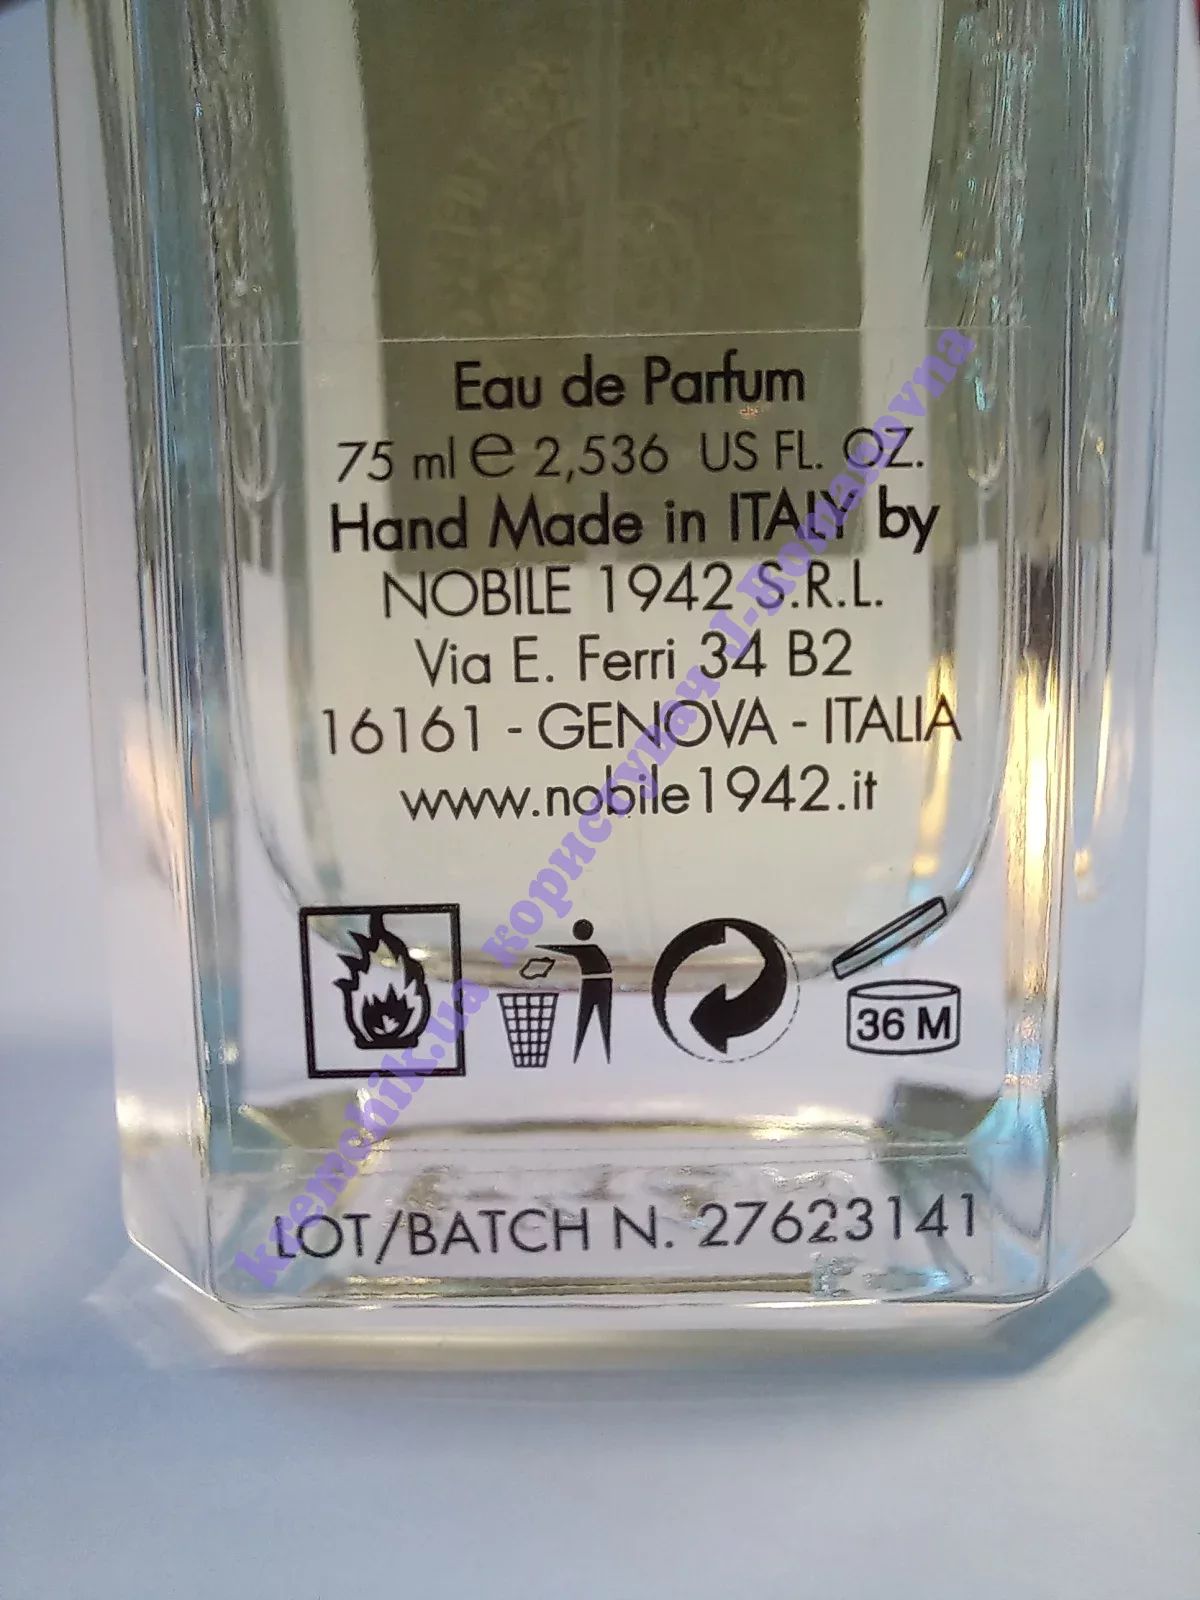 Eau de Parfum
75 ml e 2,536 US FL. OZ.
Hand Made in ITALY by
NOBILE 1942 S.R.L.
Via E. Ferri 34 B2
16161 - GENOVA - ITALIA
www.nobile1942.it
36 M
LOT/BATCH N. 27623141
kremchik.ua користувач J-Romanovna